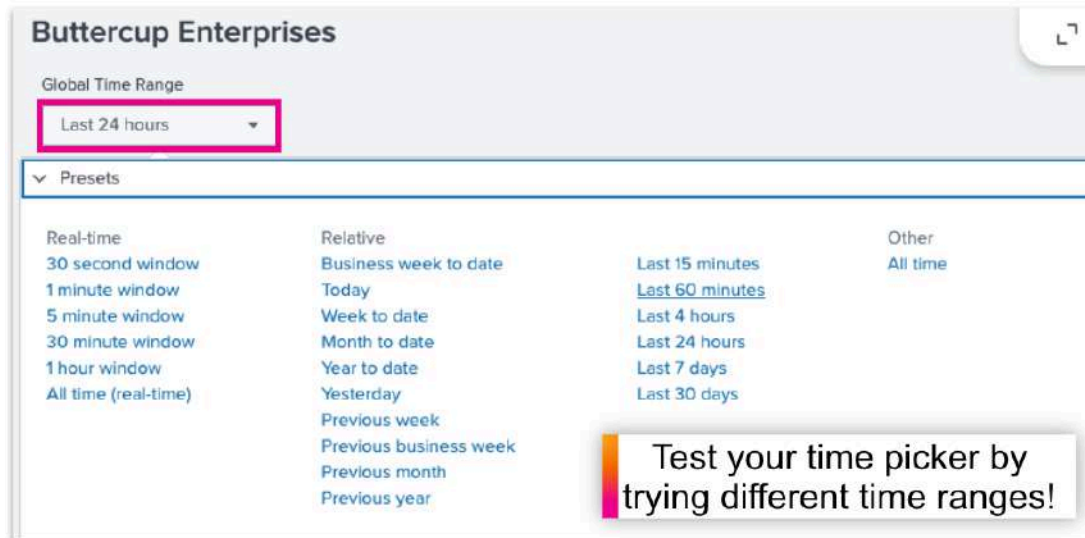 Buttercup Enterprises
Global Time Range
Last 24 hours
Presets
Real-time
30 second window
1 minute window
5 minute window
30 minute window
1 hour window
All time (real-time)
Relative
Business week to date
Today
Week to date
Month to date
Year to date
Yesterday
Previous week
Previous business week
Previous month
Previous year
Last 15 minutes
Last 60 minutes
Last 4 hours
Last 24 hours
Last 7 days
Last 30 days
Other
All time
Test your time picker by
trying different time ranges!